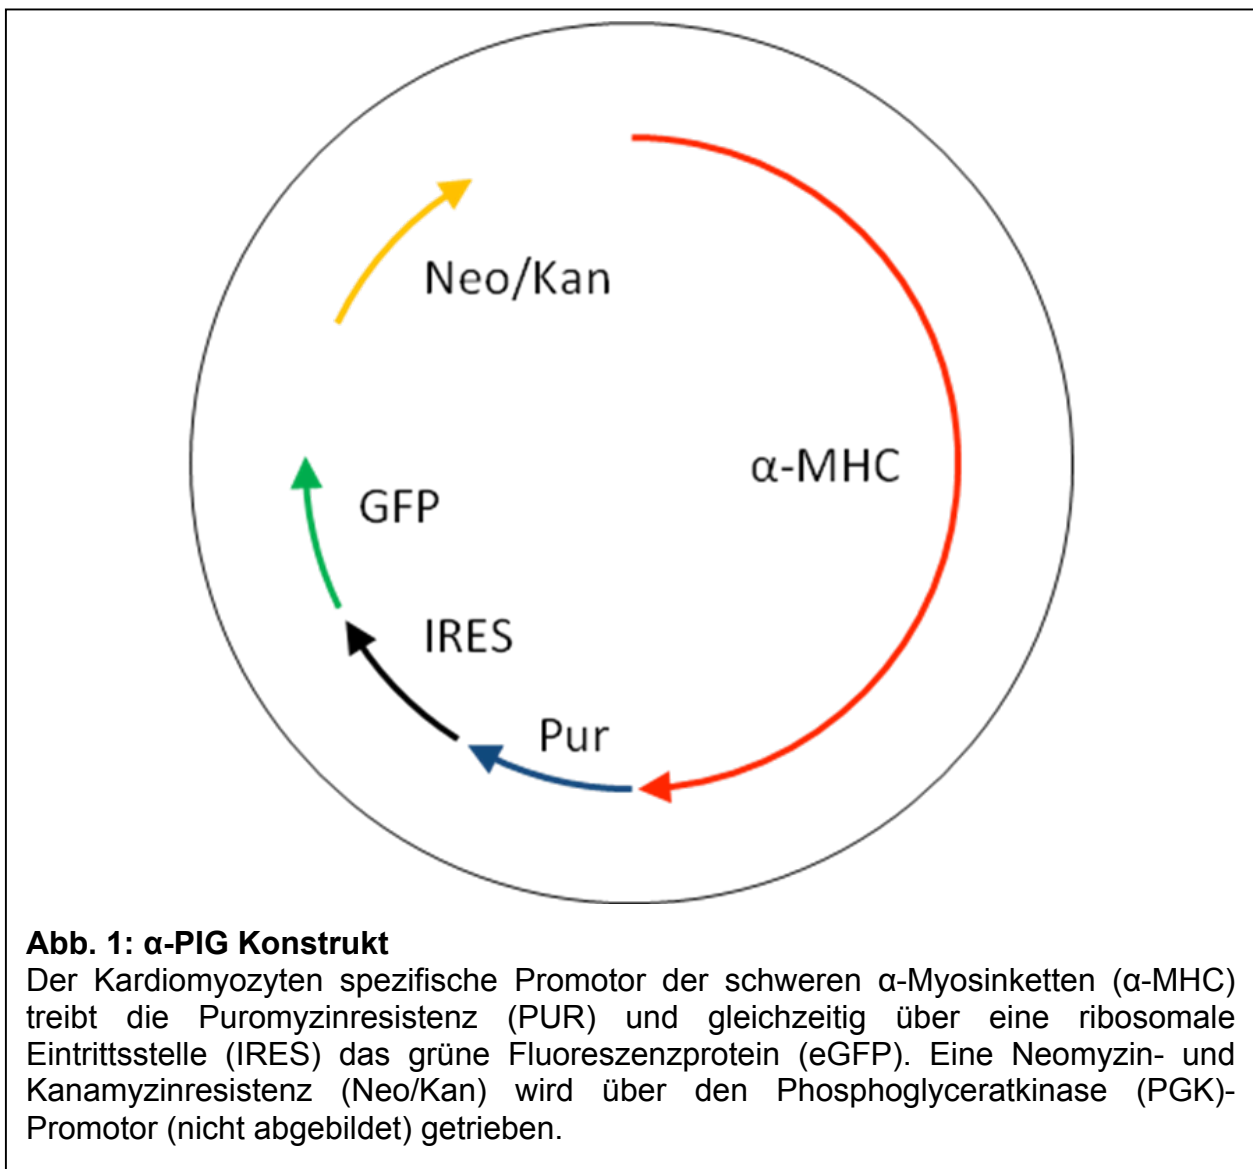 Neo/Kan
α-MHC
GFP
IRES
Pur
Abb. 1: α-PIG Konstrukt
Der Kardiomyozyten spezifische Promotor der schweren α-Myosinketten (α-MHC)
treibt die Puromyzinresistenz (PUR) und gleichzeitig über eine ribosomale
Eintrittsstelle (IRES) das grüne Fluoreszenzprotein (eGFP). Eine Neomyzin- und
Kanamyzinresistenz (Neo/Kan) wird über den Phosphoglyceratkinase (PGK)-
Promotor (nicht abgebildet) getrieben.